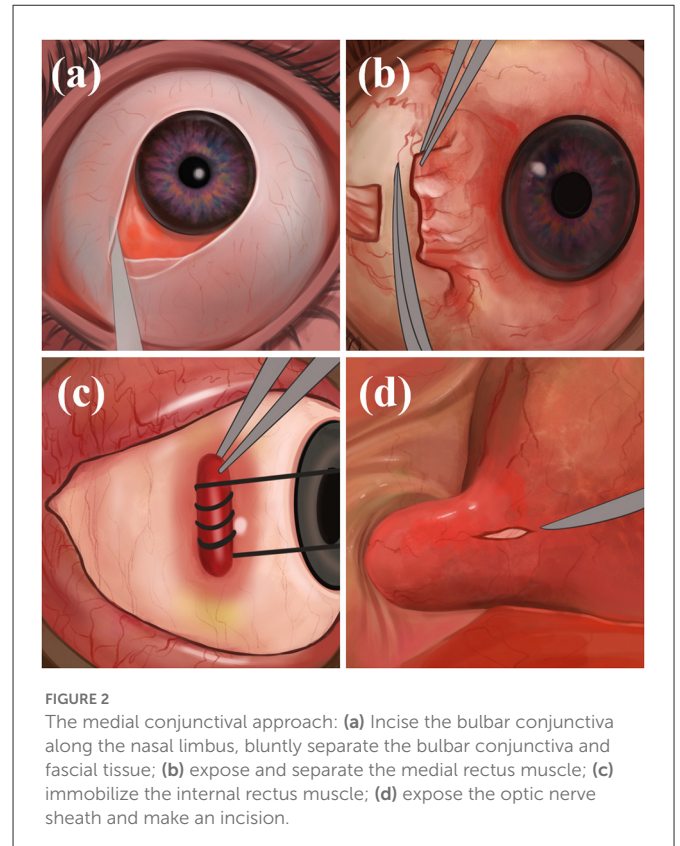 (a)
(b)
(c)
(d)
FIGURE 2
The medial conjunctival approach: (a) Incise the bulbar conjunctiva
along the nasal limbus, bluntly separate the bulbar conjunctiva and
fascial tissue; (b) expose and separate the medial rectus muscle; (c)
immobilize the internal rectus muscle; (d) expose the optic nerve
sheath and make an incision.